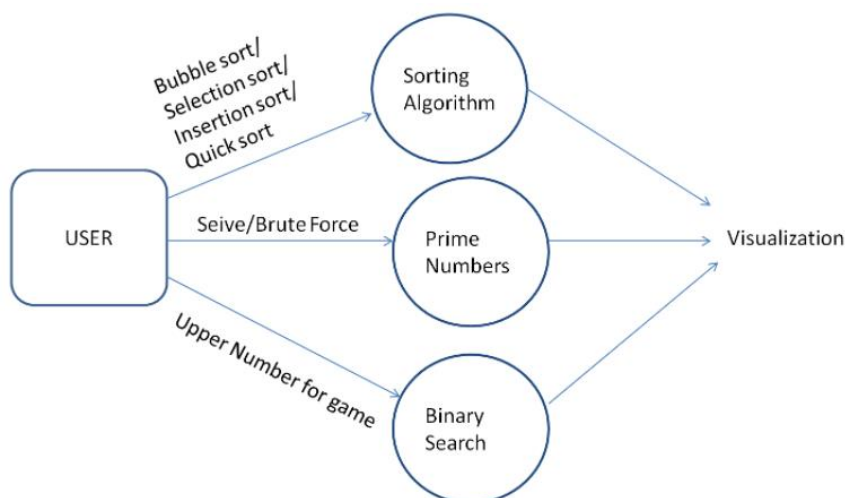 Bubble sort/
Selection sort/
Insertion sort/
Quick sort
Sorting
Algorithm
USER
Seive/Brute Force
Prime
Numbers
Visualization
Upper Number for game
Binary
Search